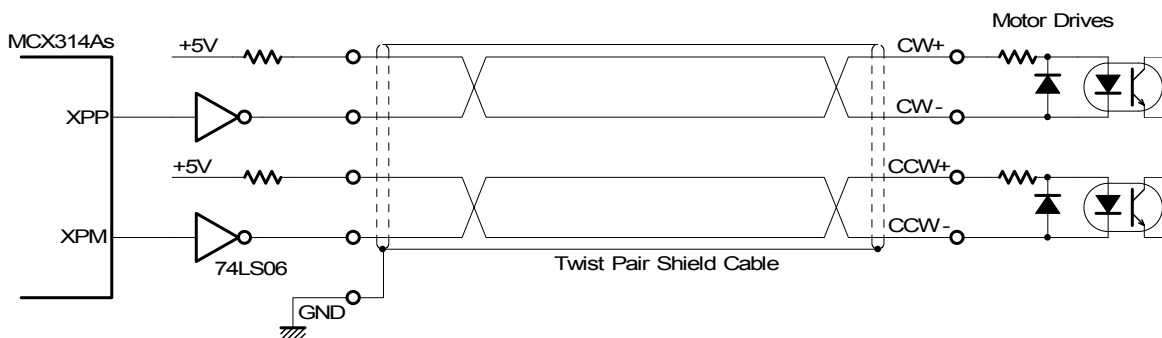 Motor Drives
MCX314As
+5V
CW+
XPP
CW-
+5V
CCW+
XPM
CCW-
74LS06
Twist Pair Shield Cable
GND